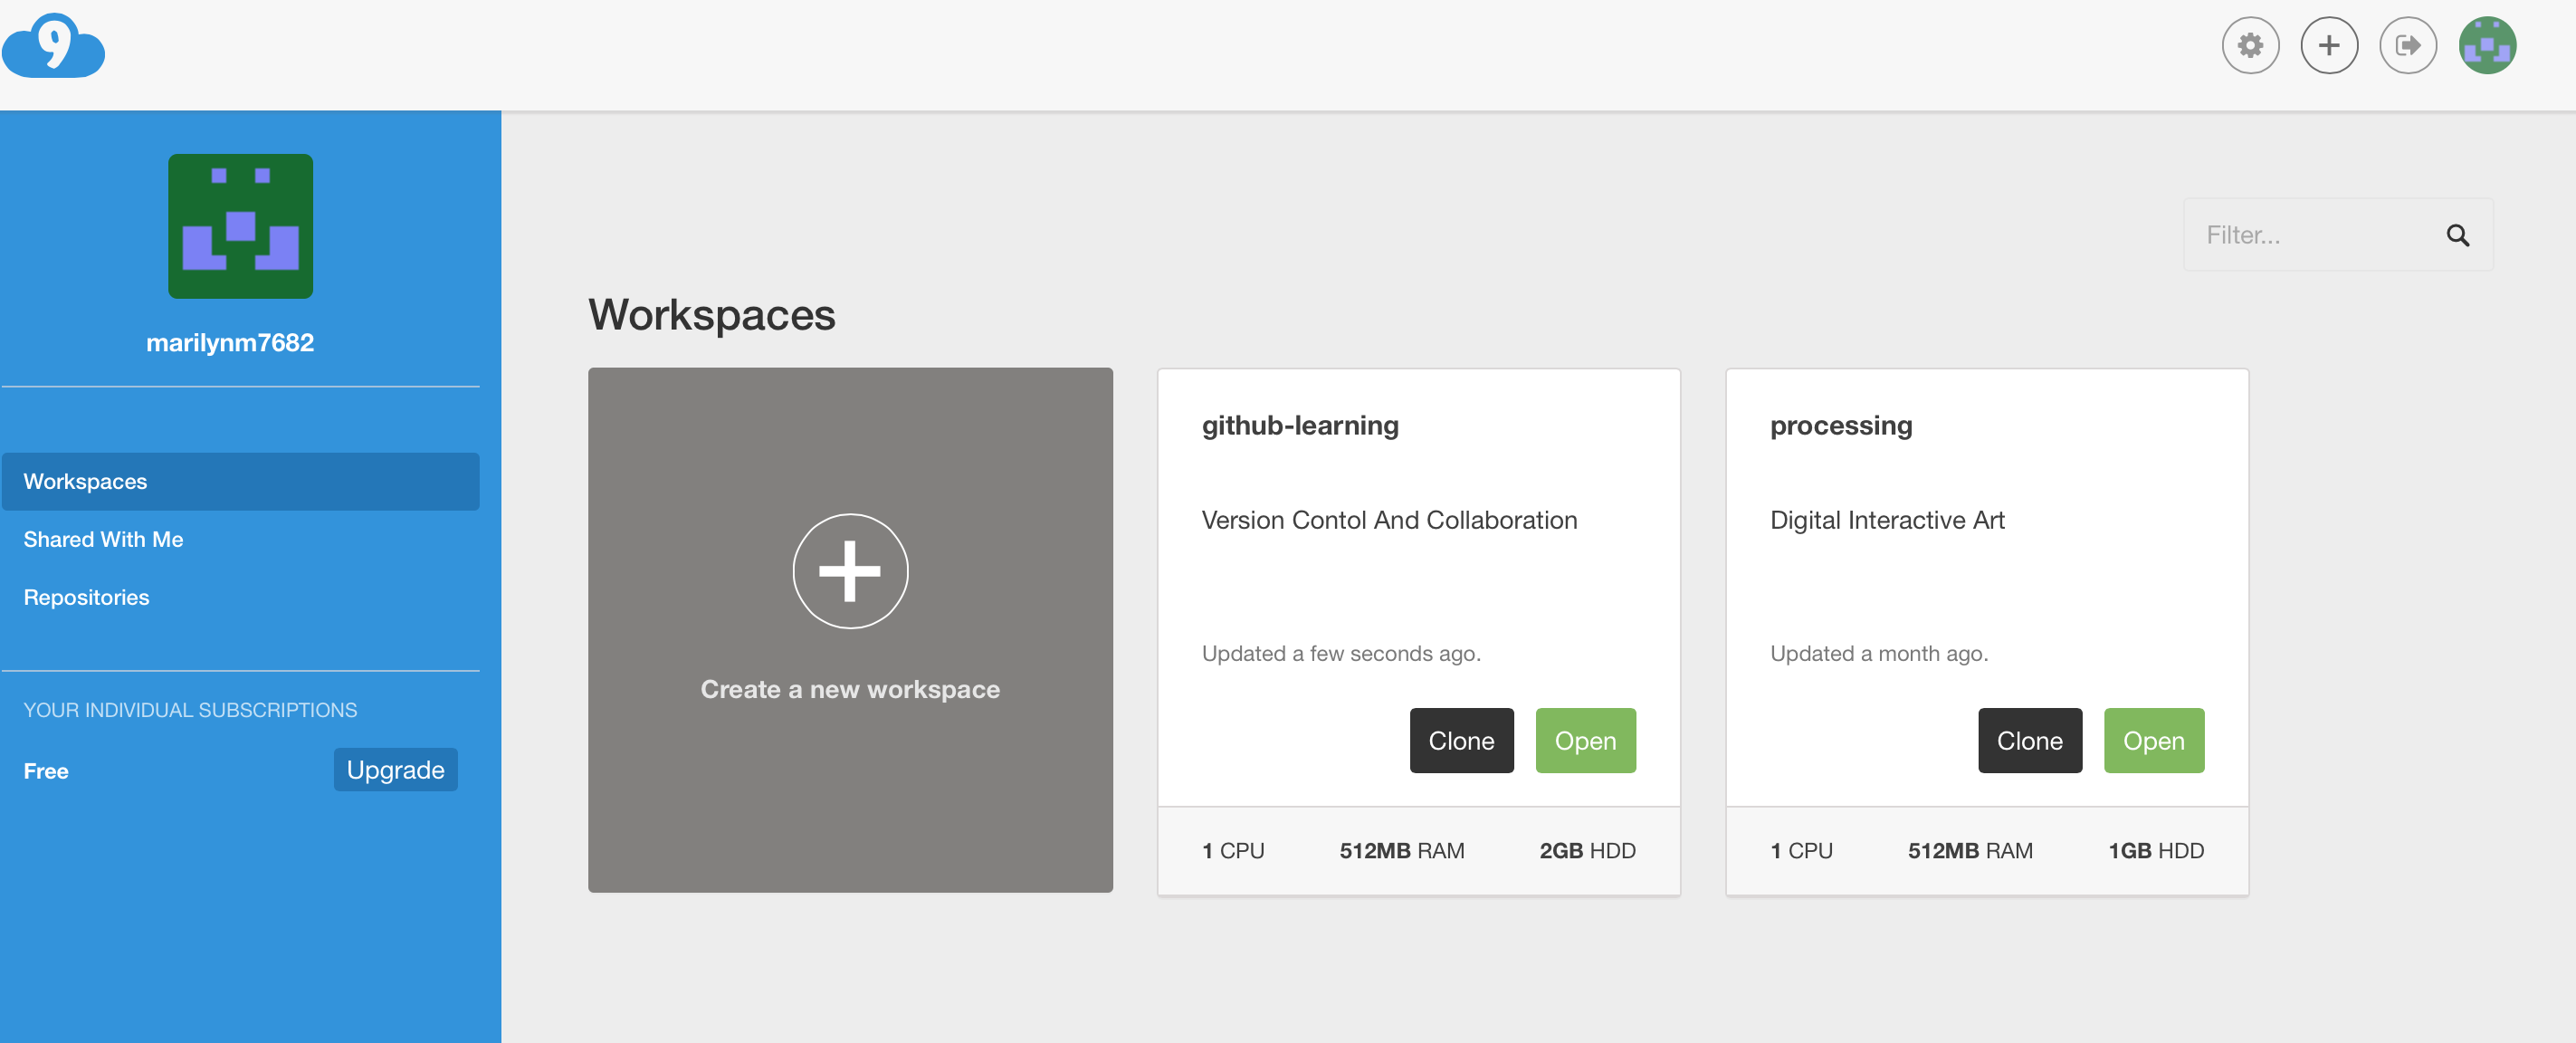 9
marilynm7682
Workspaces
Shared With Me
Repositories
YOUR INDIVIDUAL SUBSCRIPTIONS
Free
Upgrade
Filter...
Workspaces
Create a new workspace
github-learning
Version Contol And Collaboration
Updated a few seconds ago.
Clone
Open
1 CPU
512MB RAM
2GB HDD
processing
Digital Interactive Art
Updated a month ago.
Clone
Open
1 CPU
512MB RAM
1GB HDD